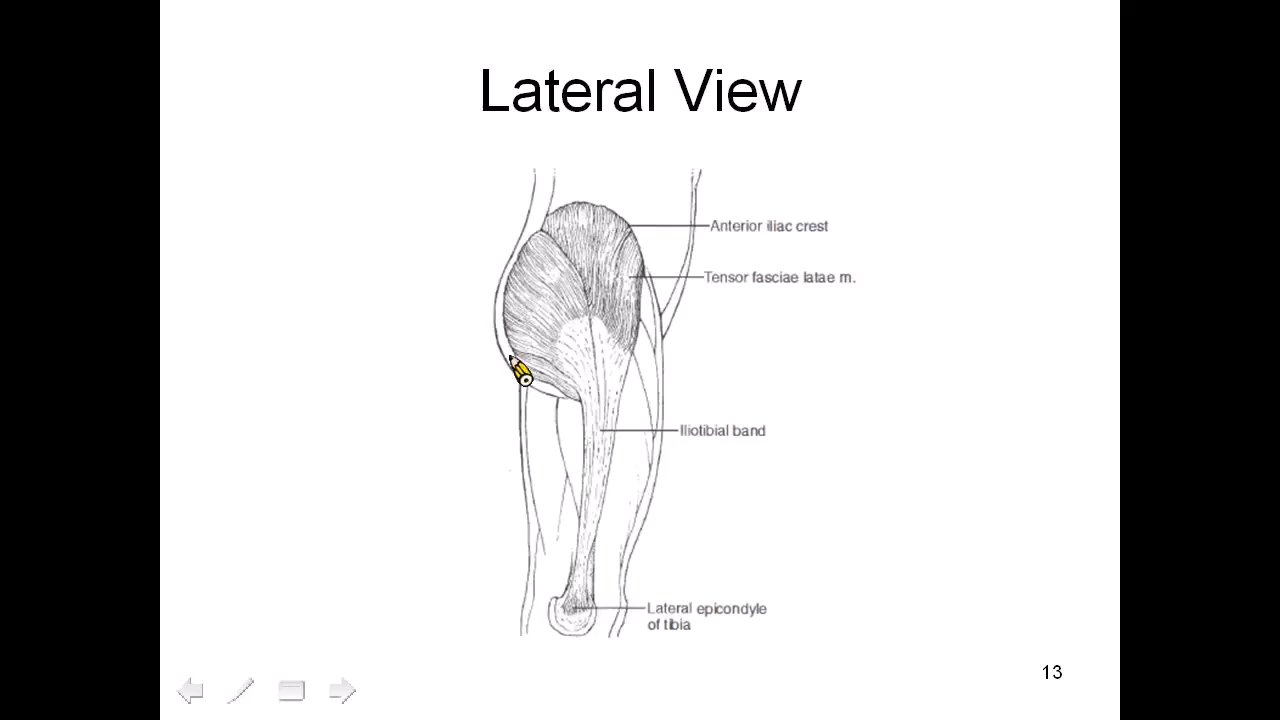 Lateral View
Anterior iliac crest
Tensor fasciae latae m.
Iliotibial band
Lateral epicondyle
of tibia
13